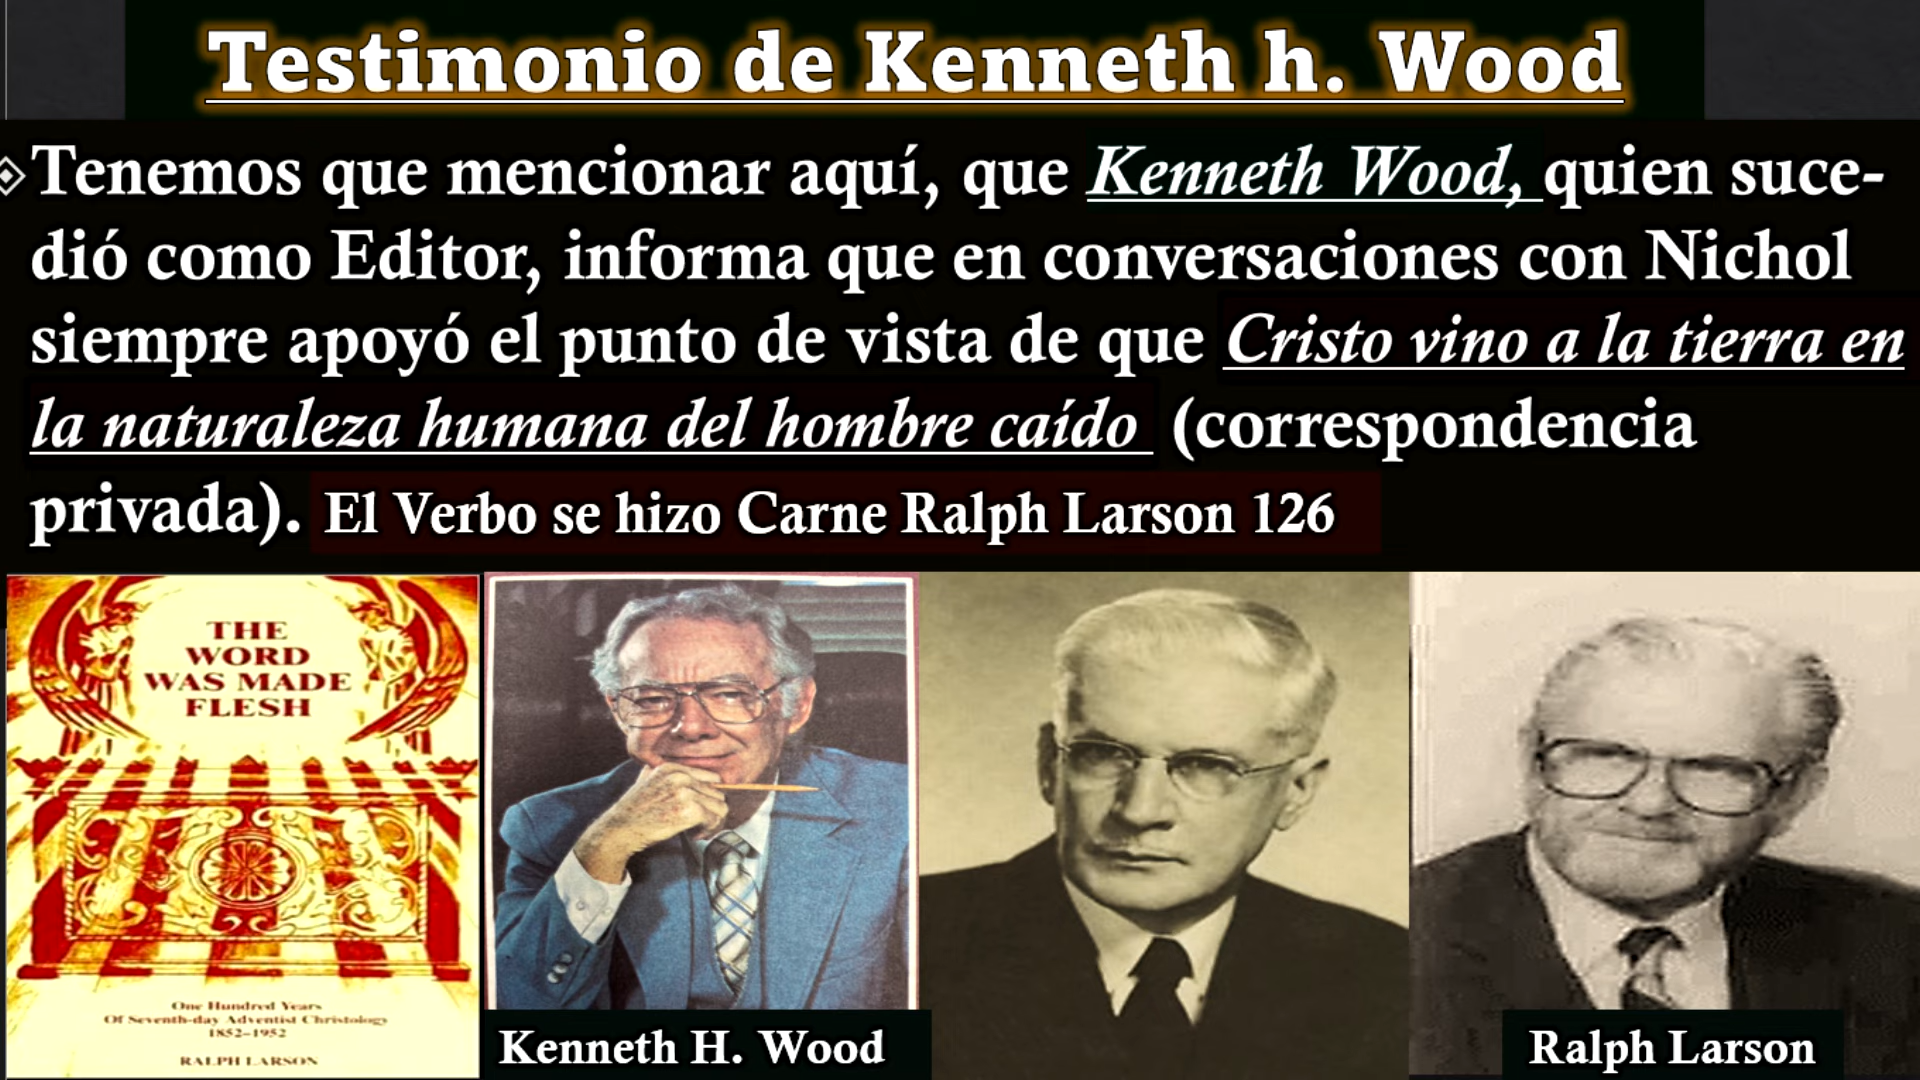 Testimonio de Kenneth h. Wood
Tenemos que mencionar aquí, que Kenneth Wood, quien suce-
dió como Editor, informa que en conversaciones con Nichol
siempre apoyó el punto de vista de que Cristo vino a la tierra en
la naturaleza humana del hombre caído (correspondencia
privada). El Verbo se hizo Carne Ralph Larson 126
THE
WORD
WAS MADE
FLESH
One Hundred Years
Of Seventh-day Adventist Christology
1852-1952
RALPH LARSON
Kenneth H. Wood
Ralph Larson